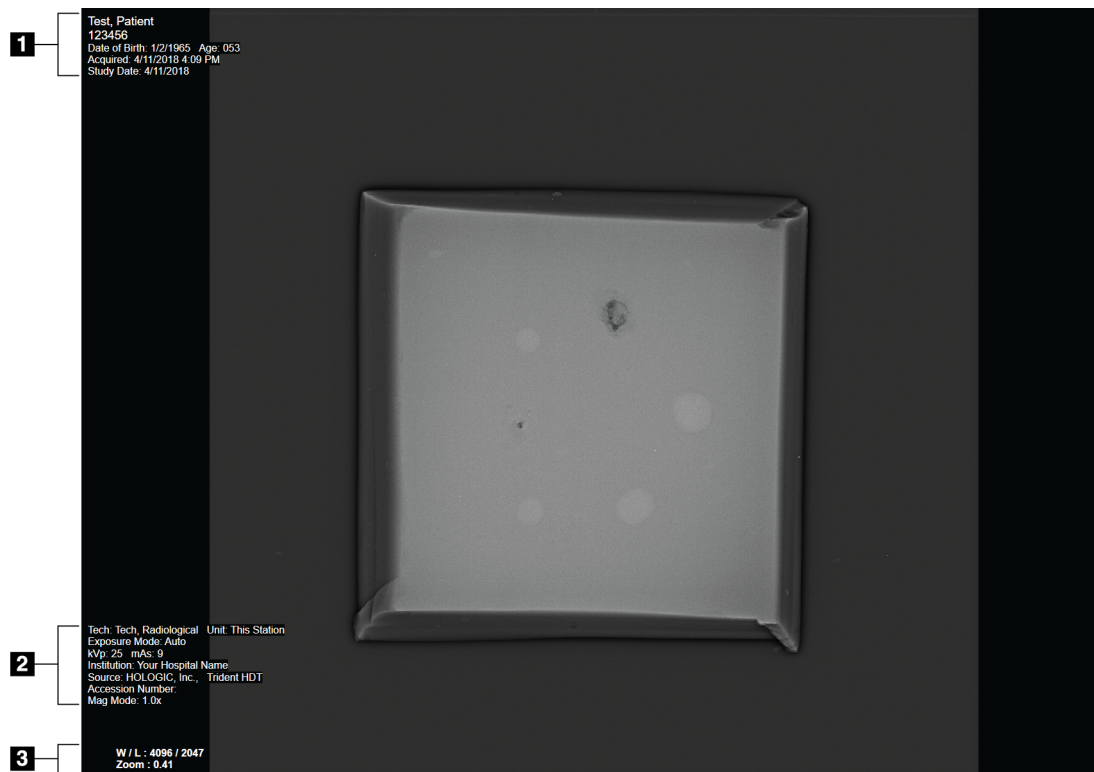 1
Test, Patient
123456
Date of Birth: 1/2/1965 Age: 053
Acquired: 4/11/2018 4:09 PM
Study Date: 4/11/2018
2
Tech: Tech, Radiological Unit: This Station
Exposure Mode: Auto
kVp: 25 mAs: 9
Institution: Your Hospital Name
Source: HOLOGIC, Inc., Trident HDT
Accession Number:
Mag Mode: 1.0x
3
W / L : 4096 / 2047
Zoom : 0.41